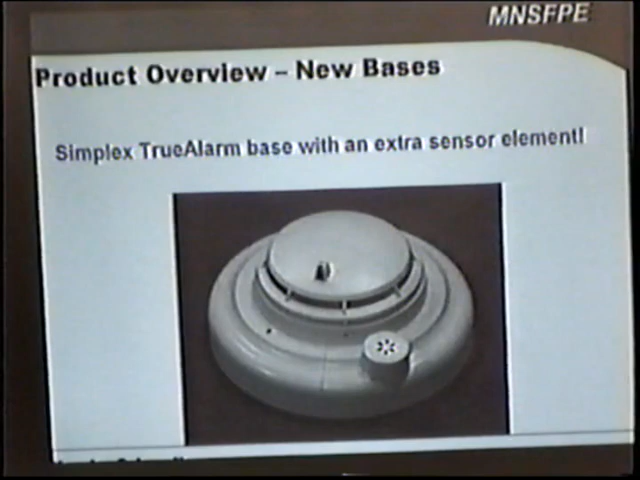 MNSFPE
Product Overview – New Bases
Simplex TrueAlarm base with an extra sensor element!